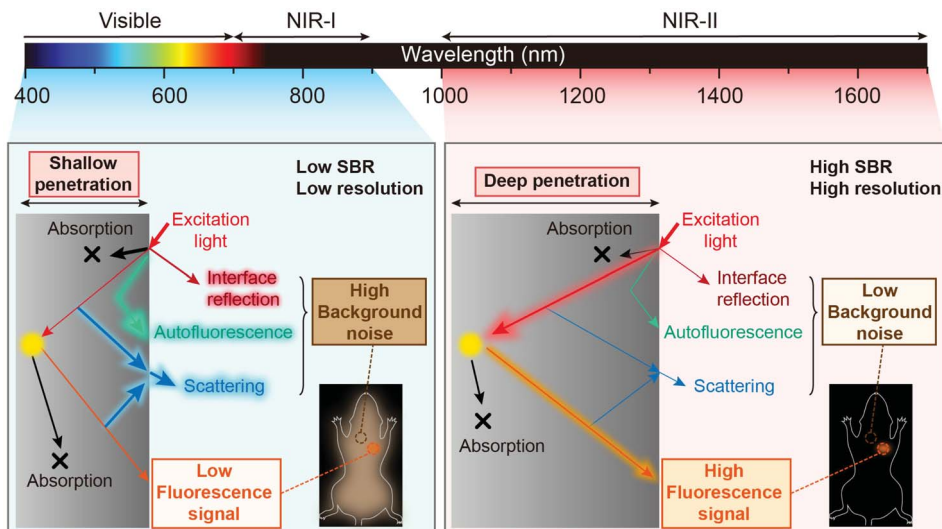 Visible
NIR-I
NIR-II
Wavelength (nm)
400
600
800
1000
1200
1400
1600
Shallow
penetration
Low SBR
Low resolution
Absorption
Excitation
light
Interface
reflection
Autofluorescence
Scattering
High
Background
noise
Absorption
Low
Fluorescence
signal
Deep penetration
High SBR
High resolution
Absorption
Excitation
light
Interface
reflection
Autofluorescence
Scattering
Low
Background
noise
Absorption
High
Fluorescence
signal